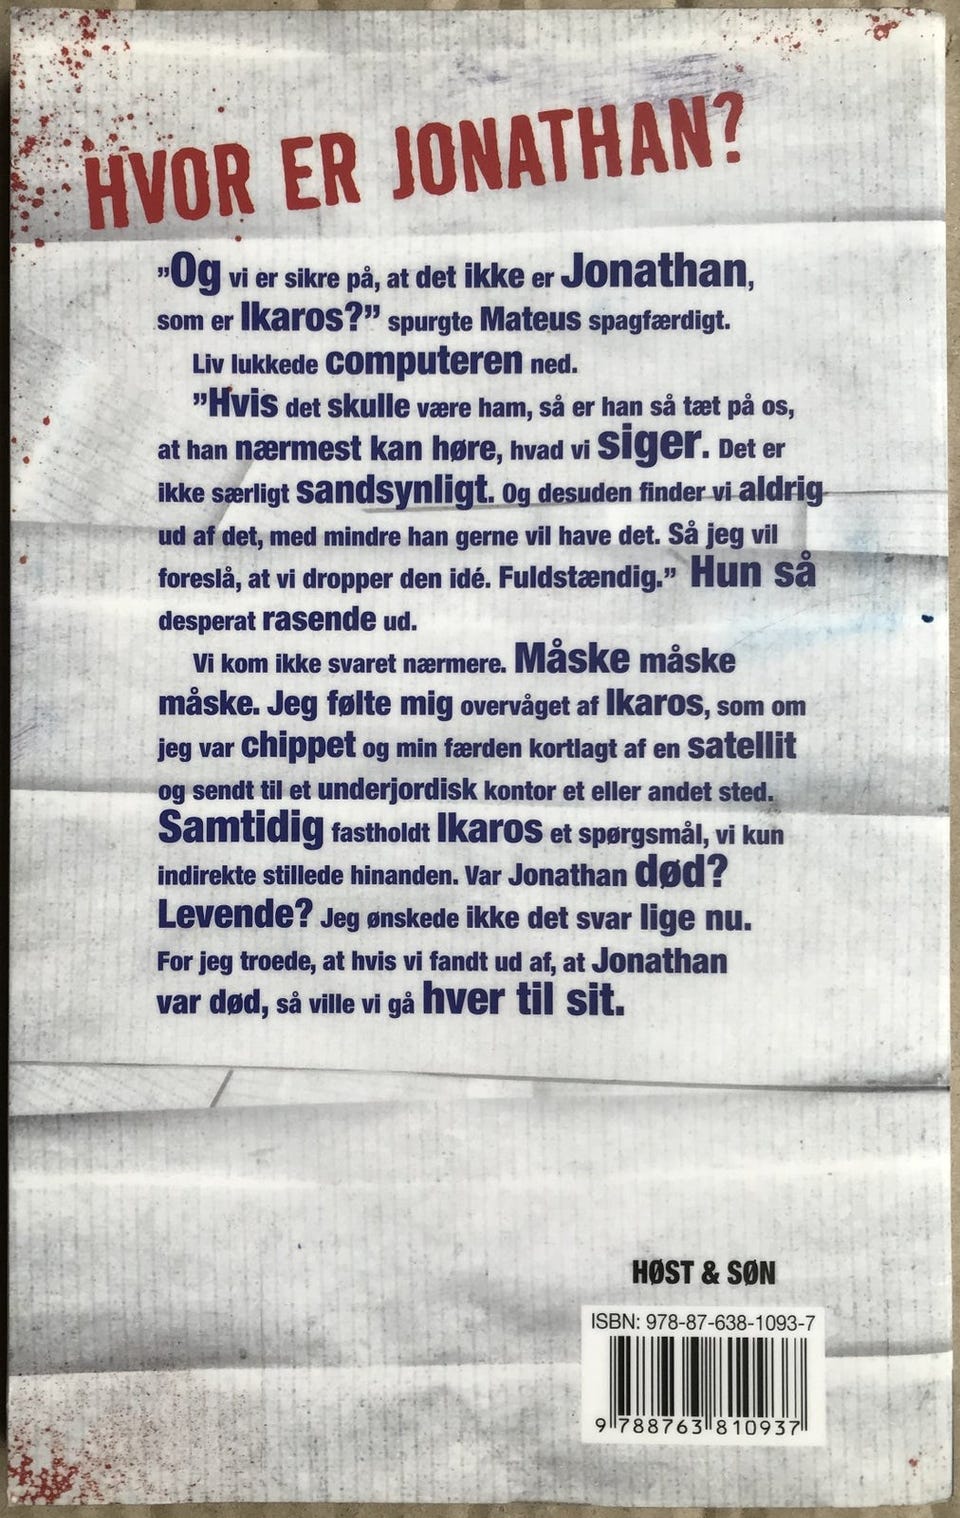 HVOR ER JONATHAN?
”Og vi er sikre på, at det ikke er Jonathan,
som er Ikaros?” spurgte Mateus spagfærdigt.
Liv lukkede computeren ned.
”Hvis det skulle være ham, så er han så tæt på os,
at han nærmest kan høre, hvad vi siger. Det er
ikke særligt sandsynligt. Og desuden finder vi aldrig
ud af det, med mindre han gerne vil have det. Så jeg vil
foreslå, at vi dropper den idé. Fuldstændig.” Hun så
desperat rasende ud.
Vi kom ikke svaret nærmere. Måske måske
måske. Jeg følte mig overvåget af Ikaros, som om
jeg var chippet og min færden kortlagt af en satellit
og sendt til et underjordisk kontor et eller andet sted.
Samtidig fastholdt Ikaros et spørgsmål, vi kun
indirekte stillede hinanden. Var Jonathan død?
Levende? Jeg ønskede ikke det svar lige nu.
For jeg troede, at hvis vi fandt ud af, at Jonathan
var død, så ville vi gå hver til sit.
HØST & SØN
ISBN: 978-87-638-1093-7
9 788763 810937